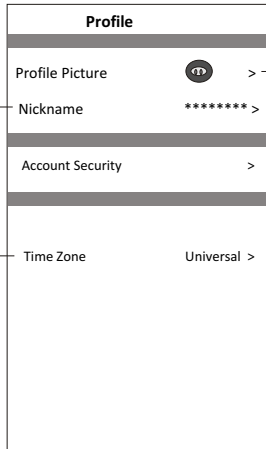 Profile
Profile Picture >
Nickname ******** >
Account Security >
Time Zone Universal >